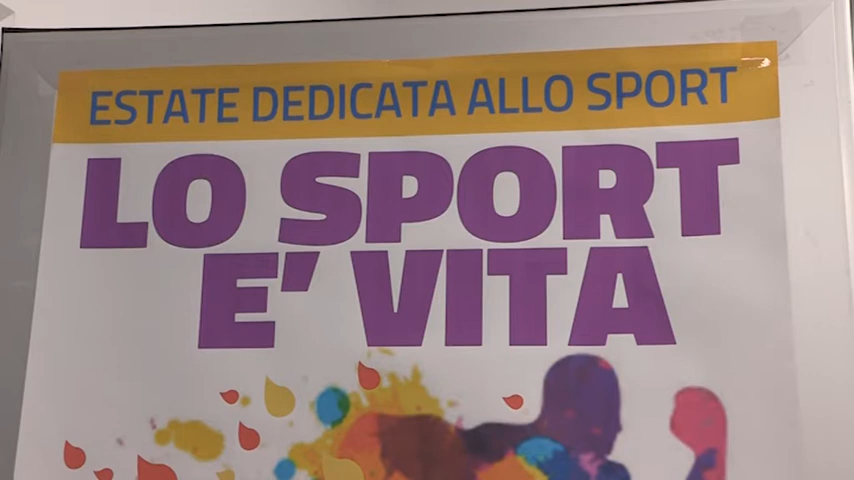 ESTATE DEDICATA ALLO SPORT
LO SPORT
E' VITA